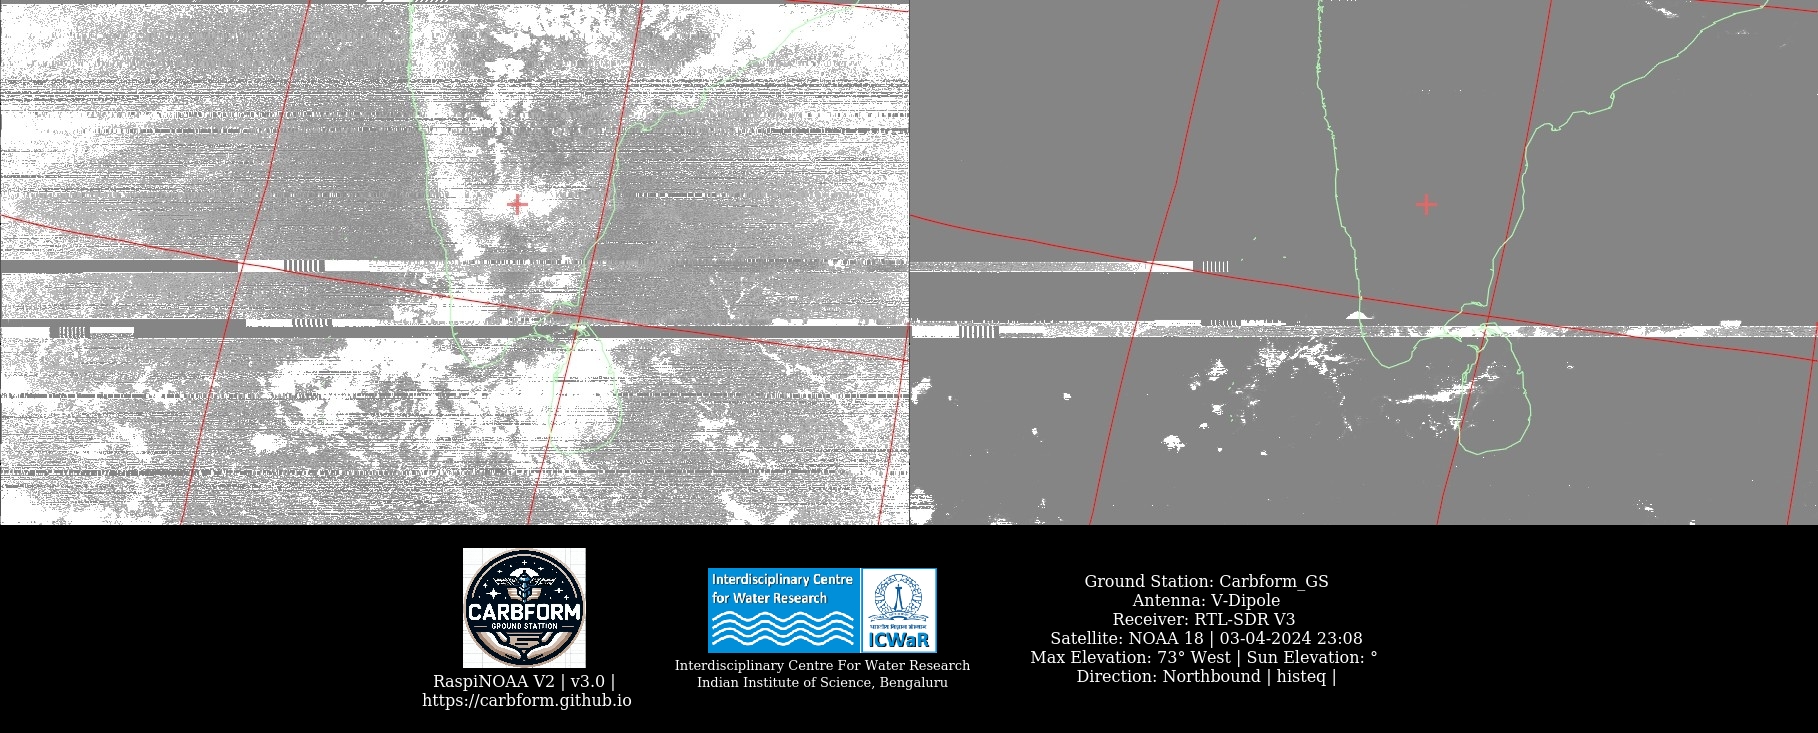 CARBFORM
GROUND STATION
RaspiNOAA V2 | v3.0 |
https://carbform.github.io
Interdisciplinary Centre
for Water Research
ICWaR
Interdisciplinary Centre For Water Research
Indian Institute of Science, Bengaluru
Ground Station: Carbform_GS
Antenna: V-Dipole
Receiver: RTL-SDR V3
Satellite: NOAA 18 | 03-04-2024 23:08
Max Elevation: 73° West | Sun Elevation: °
Direction: Northbound | histeq |